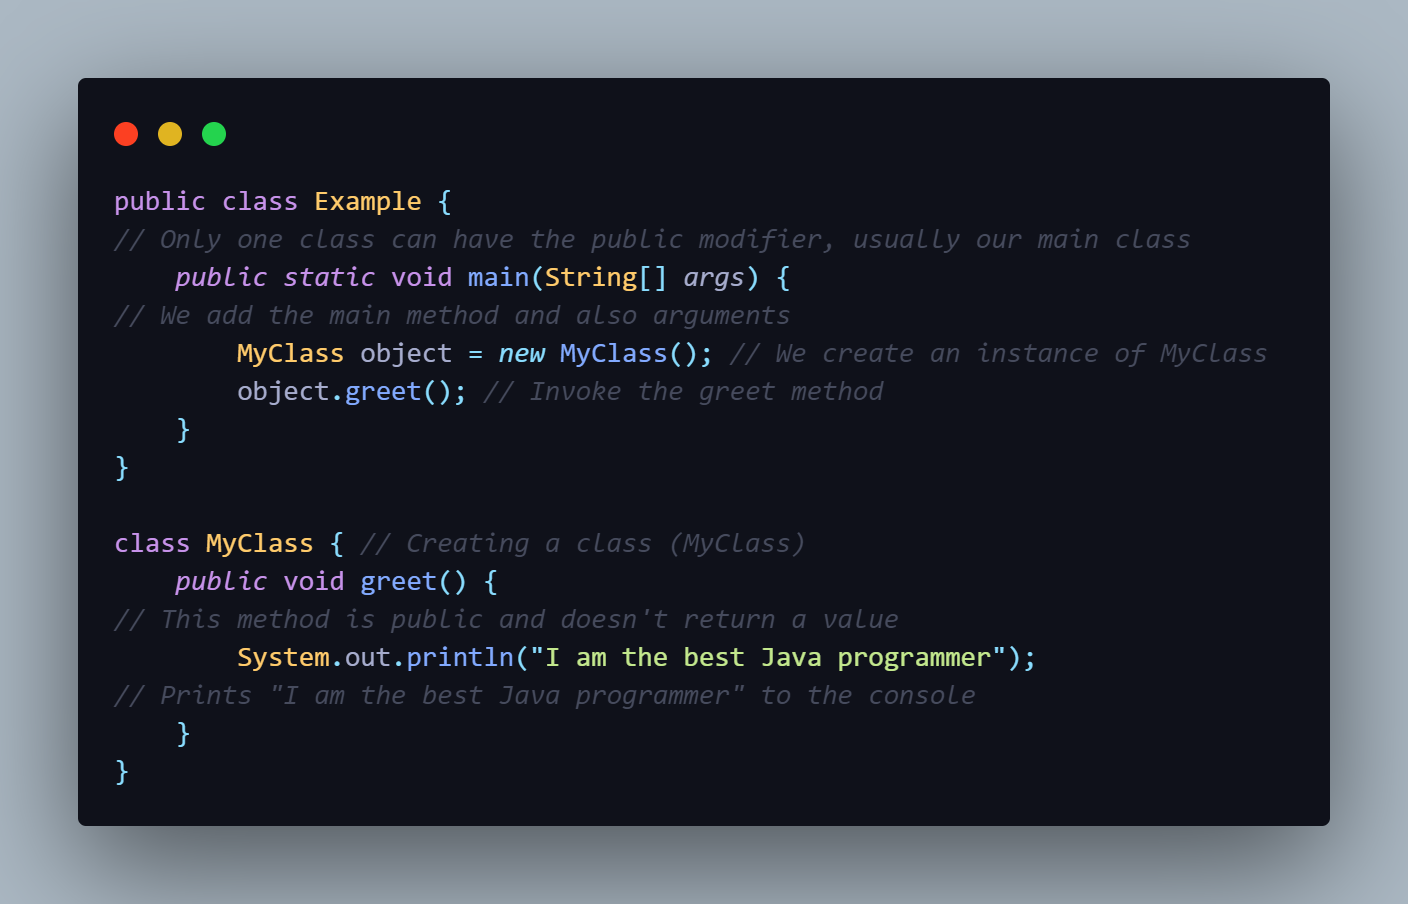 public class Example {
// Only one class can have the public modifier, usually our main class
    public static void main(String[] args) {
// We add the main method and also arguments
        MyClass object = new MyClass(); // We create an instance of MyClass
        object.greet(); // Invoke the greet method
    }
}

class MyClass { // Creating a class (MyClass)
    public void greet() {
// This method is public and doesn't return a value
        System.out.println("I am the best Java programmer");
// Prints "I am the best Java programmer" to the console
    }
}